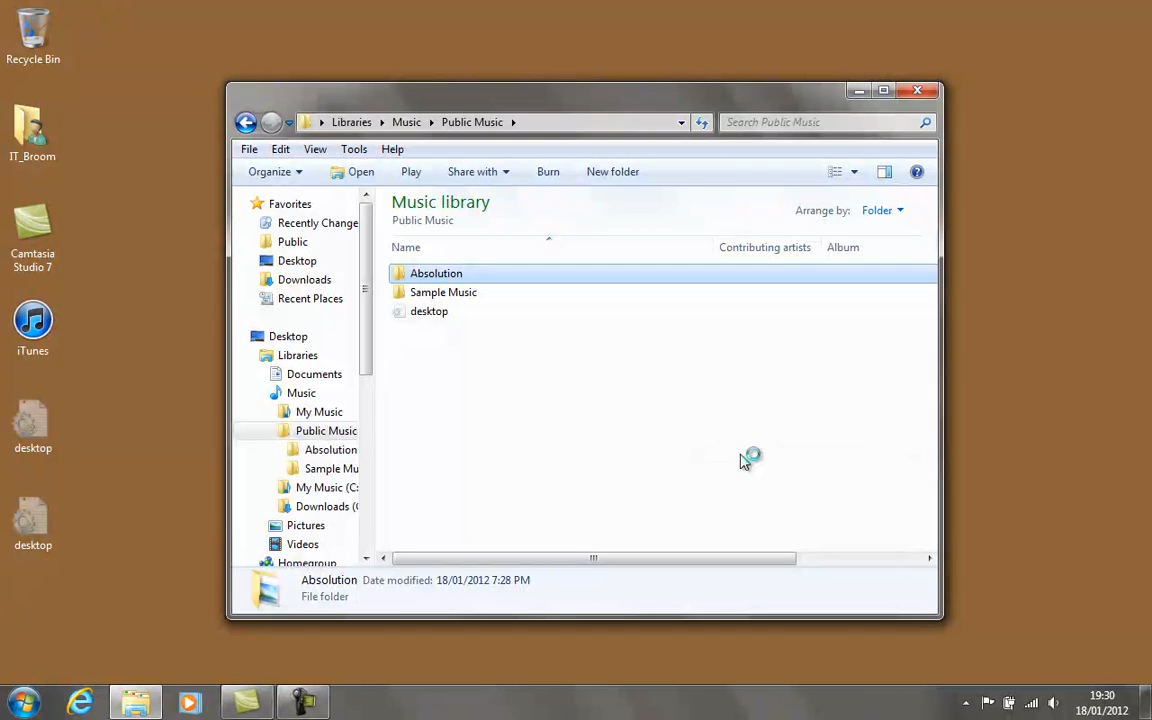 Recycle Bin
IT_Broom
Camtasia
Studio 7
iTunes
desktop
desktop
Libraries Music Public Music
Search Public Music
File Edit View Tools Help
Organize Open Play Share with Burn New folder
Favorites
Recently Change
Public
Desktop
Downloads
Recent Places
Desktop
Libraries
Documents
Music
My Music
Public Music
Absolution
Sample Mu
My Music (C:
Downloads (
Pictures
Videos
Homegroup
Music library
Public Music
Arrange by: Folder
Name Contributing artists Album
Absolution
Sample Music
desktop
Absolution Date modified: 18/01/2012 7:28 PM
File folder
19:30
18/01/2012